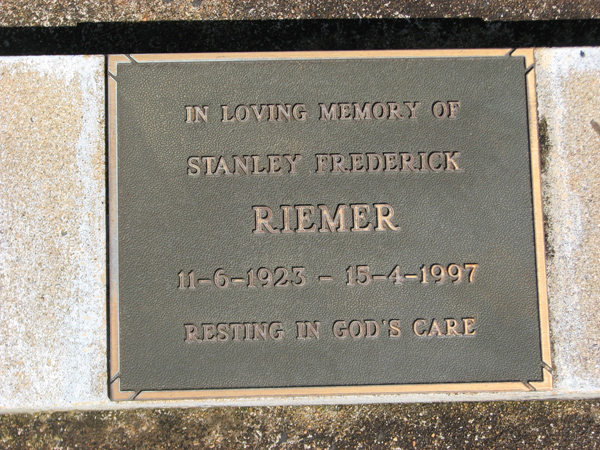 IN LOVING MEMORY OF
STANLEY FREDERICK
RIEMER
11-6-1923 - 15-4-1997
RESTING IN GOD'S CARE